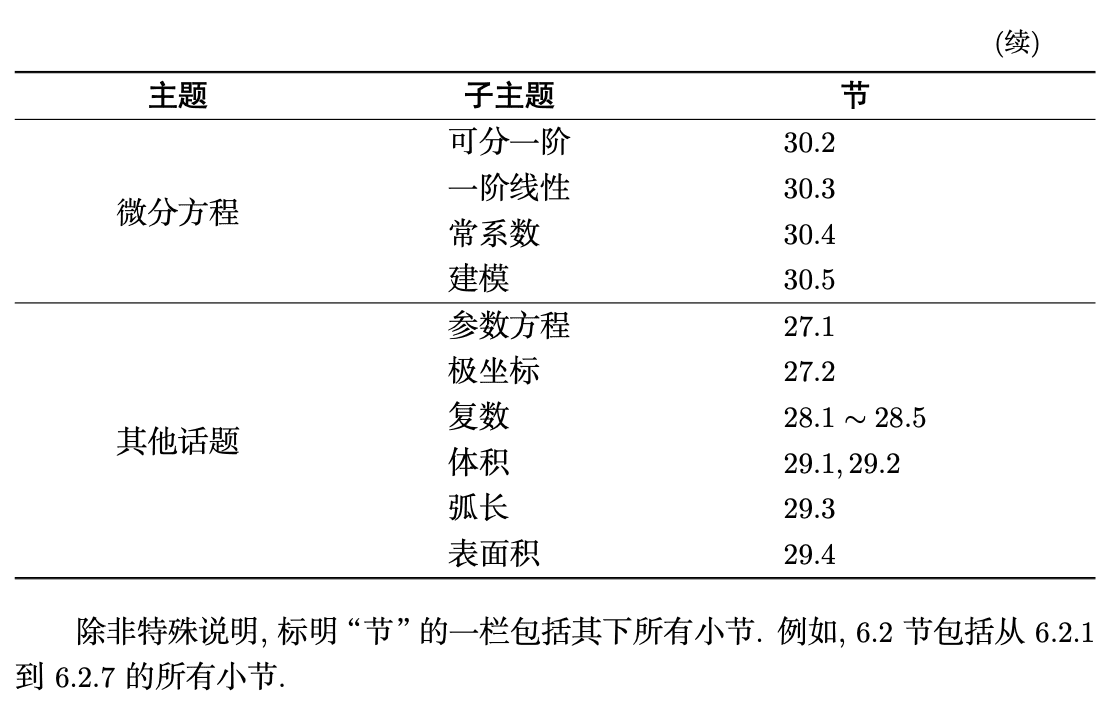 (续)
主题 子主题 节
可分一阶 30.2
一阶线性 30.3
微分方程
常系数 30.4
建模 30.5
参数方程 27.1
极坐标 27.2
复数 28.1 ~ 28.5
其他话题
体积 29.1, 29.2
弧长 29.3
表面积 29.4
除非特殊说明, 标明“节”的一栏包括其下所有小节. 例如, 6.2 节包括从 6.2.1
到 6.2.7 的所有小节.